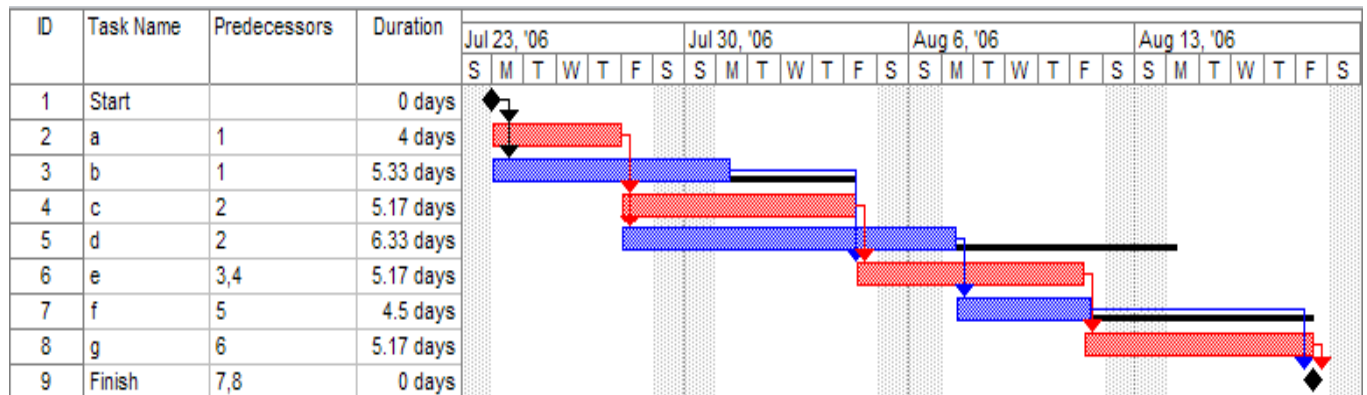 ID Task Name Predecessors Duration Jul 23, '06 Jul 30, '06 Aug 6, '06 Aug 13, '06
S M T W T F S S M T W T F S S M T W T F S S M T W T F S
1 Start 0 days
2 a 1 4 days
3 b 1 5.33 days
4 c 2 5.17 days
5 d 2 6.33 days
6 e 3,4 5.17 days
7 f 5 4.5 days
8 g 6 5.17 days
9 Finish 7,8 0 days